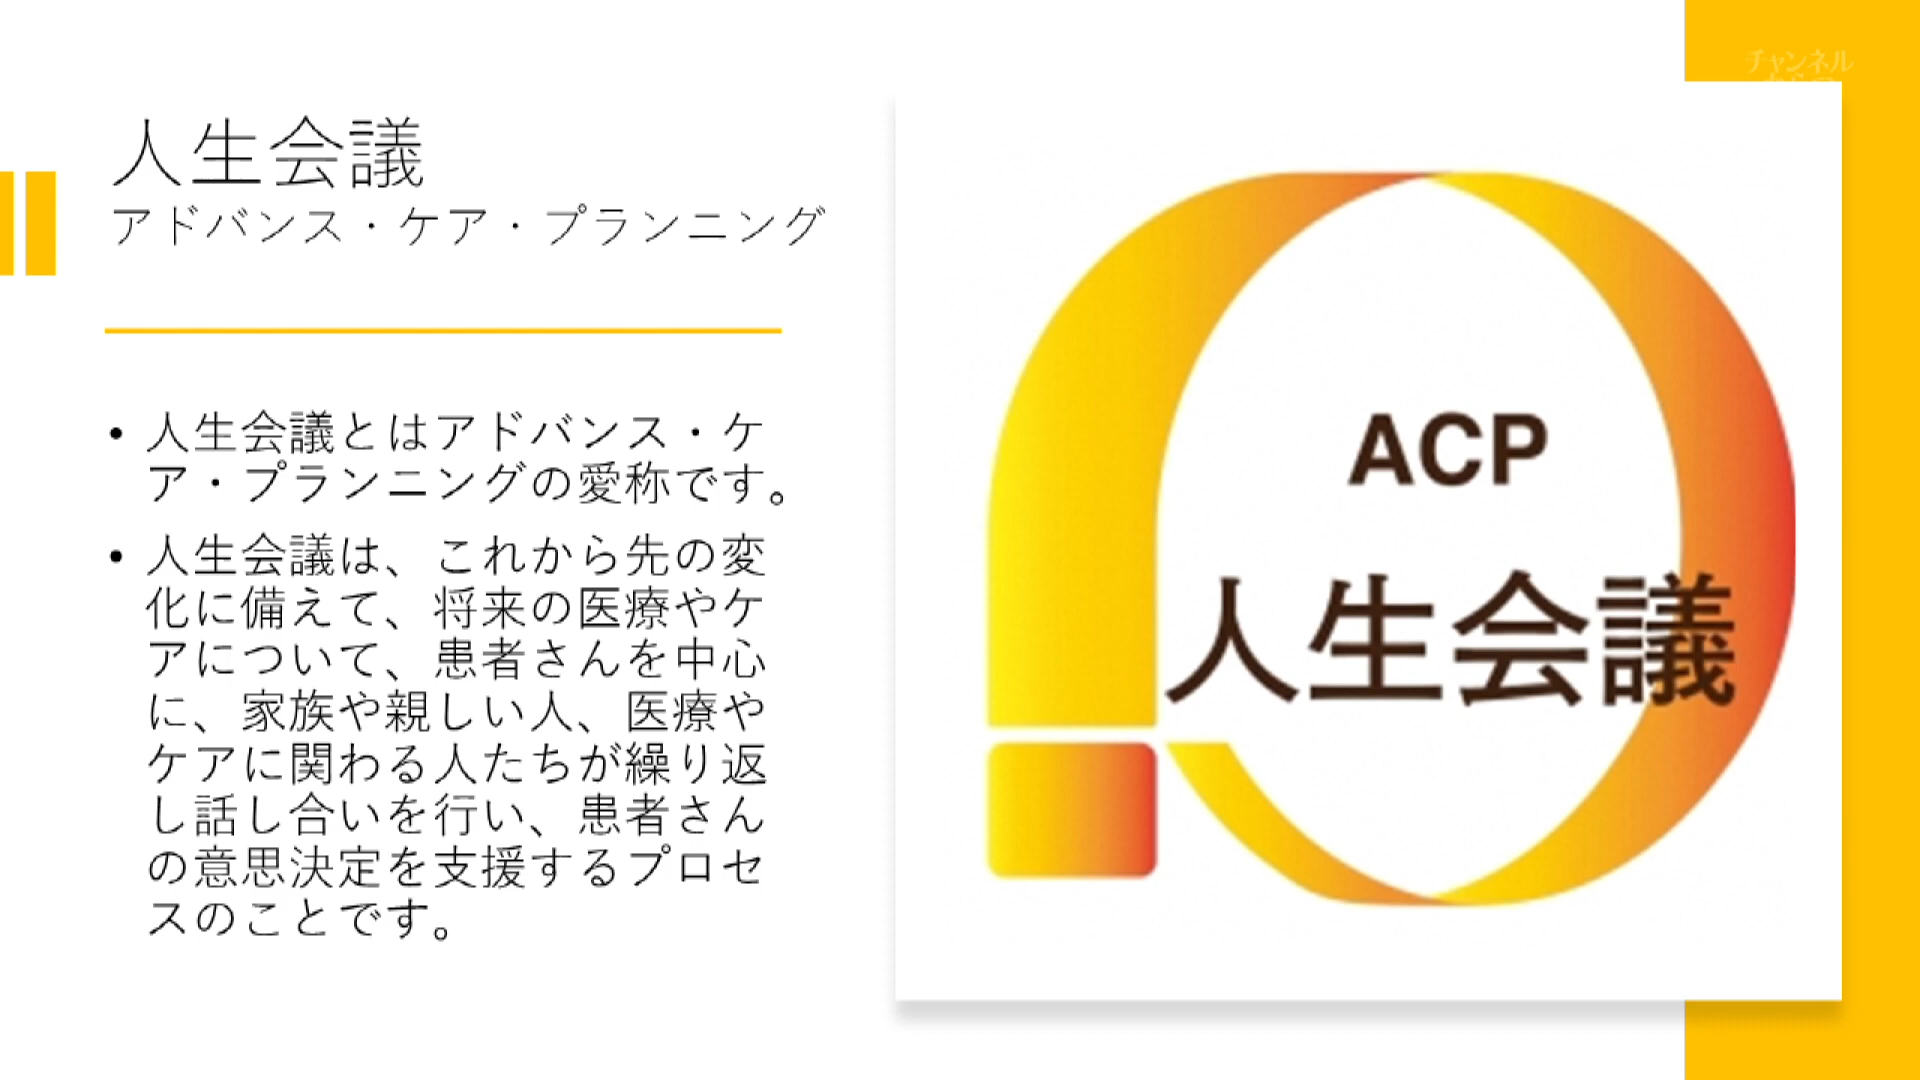 人生会議
アドバンス・ケア・プランニング
• 人生会議とはアドバンス・ケ
ア・プランニングの愛称です。
• 人生会議は、これから先の変
化に備えて、将来の医療やケ
アについて、患者さんを中心
に、家族や親しい人、医療や
ケアに関わる人たちが繰り返
し話し合いを行い、患者さん
の意思決定を支援するプロセ
スのことです。
チャンネル
ACP
人生会議